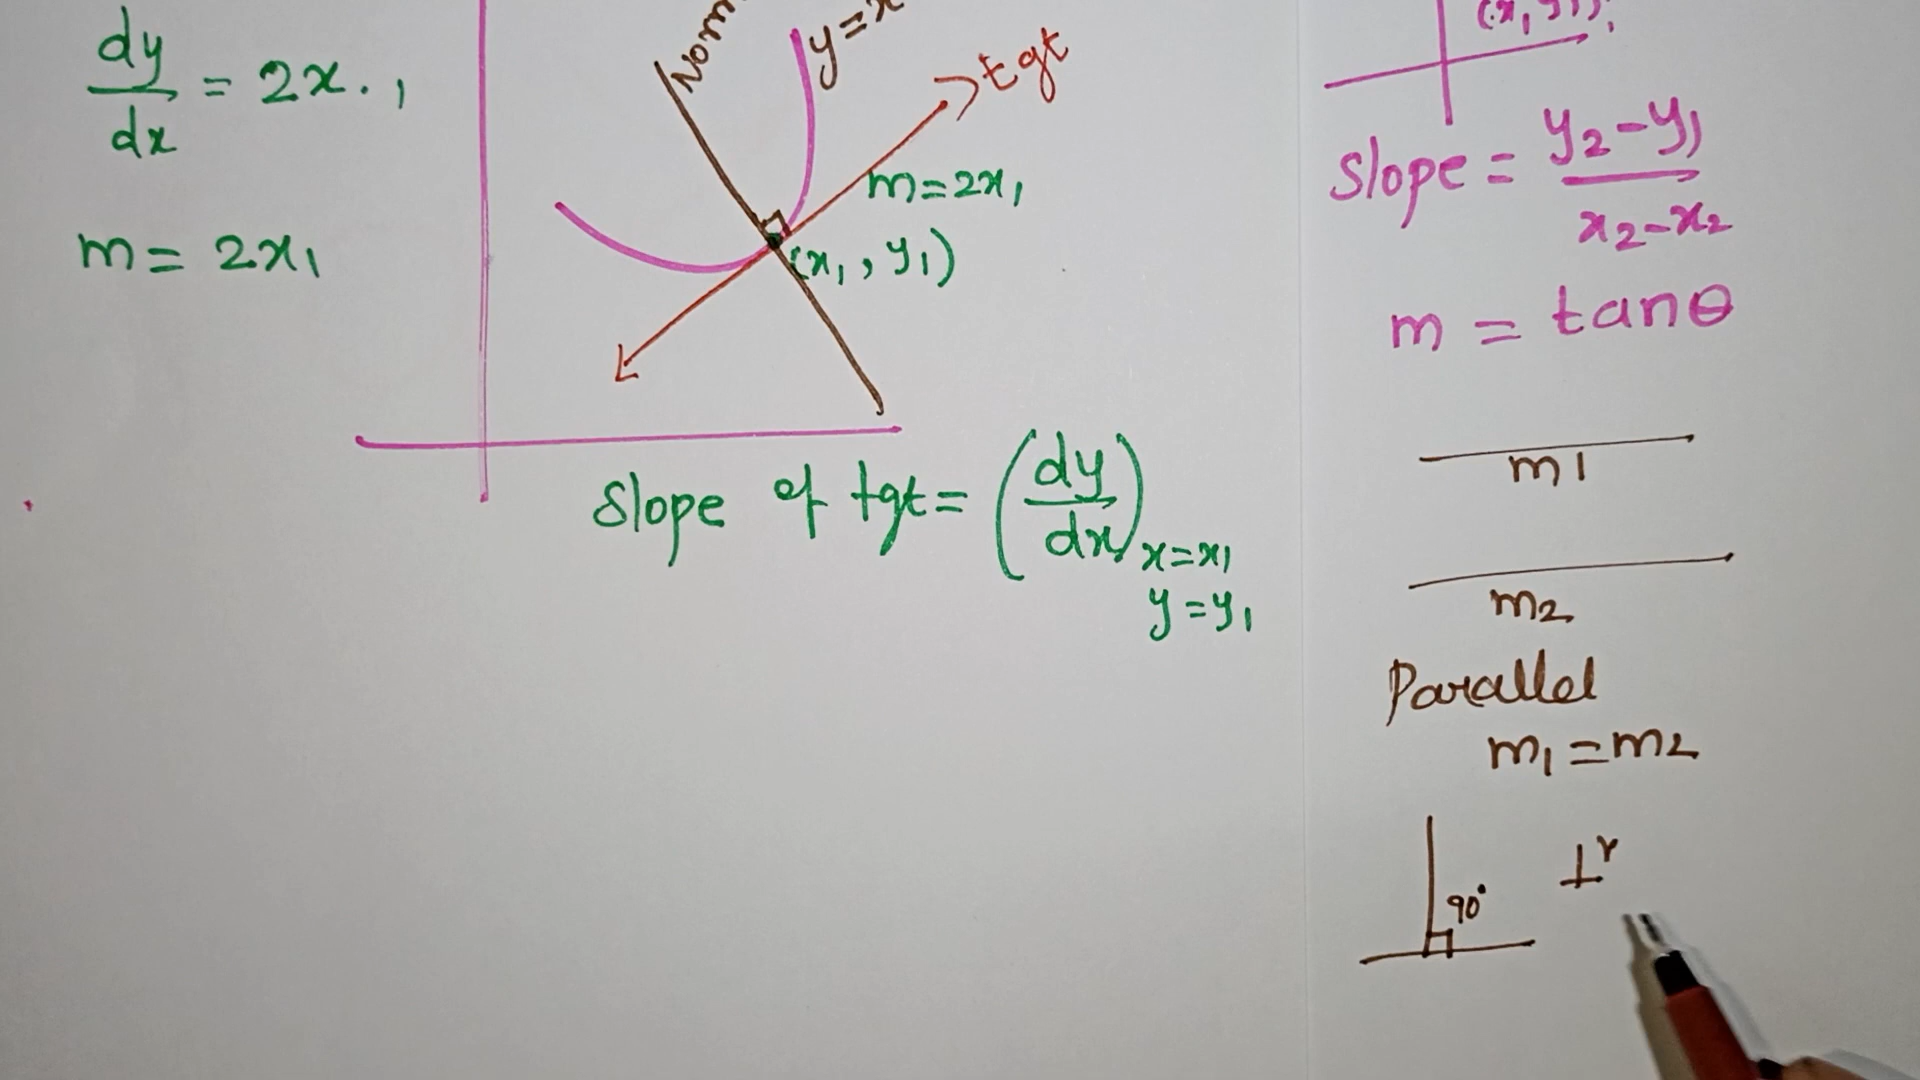 dy/dx = 2x.1
m = 2x1
y=x
tgt
m=2x1
(x1, y1)
Slope of tgt = (dy/dx) x=x1
y=y1
(x1 y1)
Slope = y2-y1/x2-x2
m = tanθ
m1
m2
Parallel
m1=m2
90° ⊥r